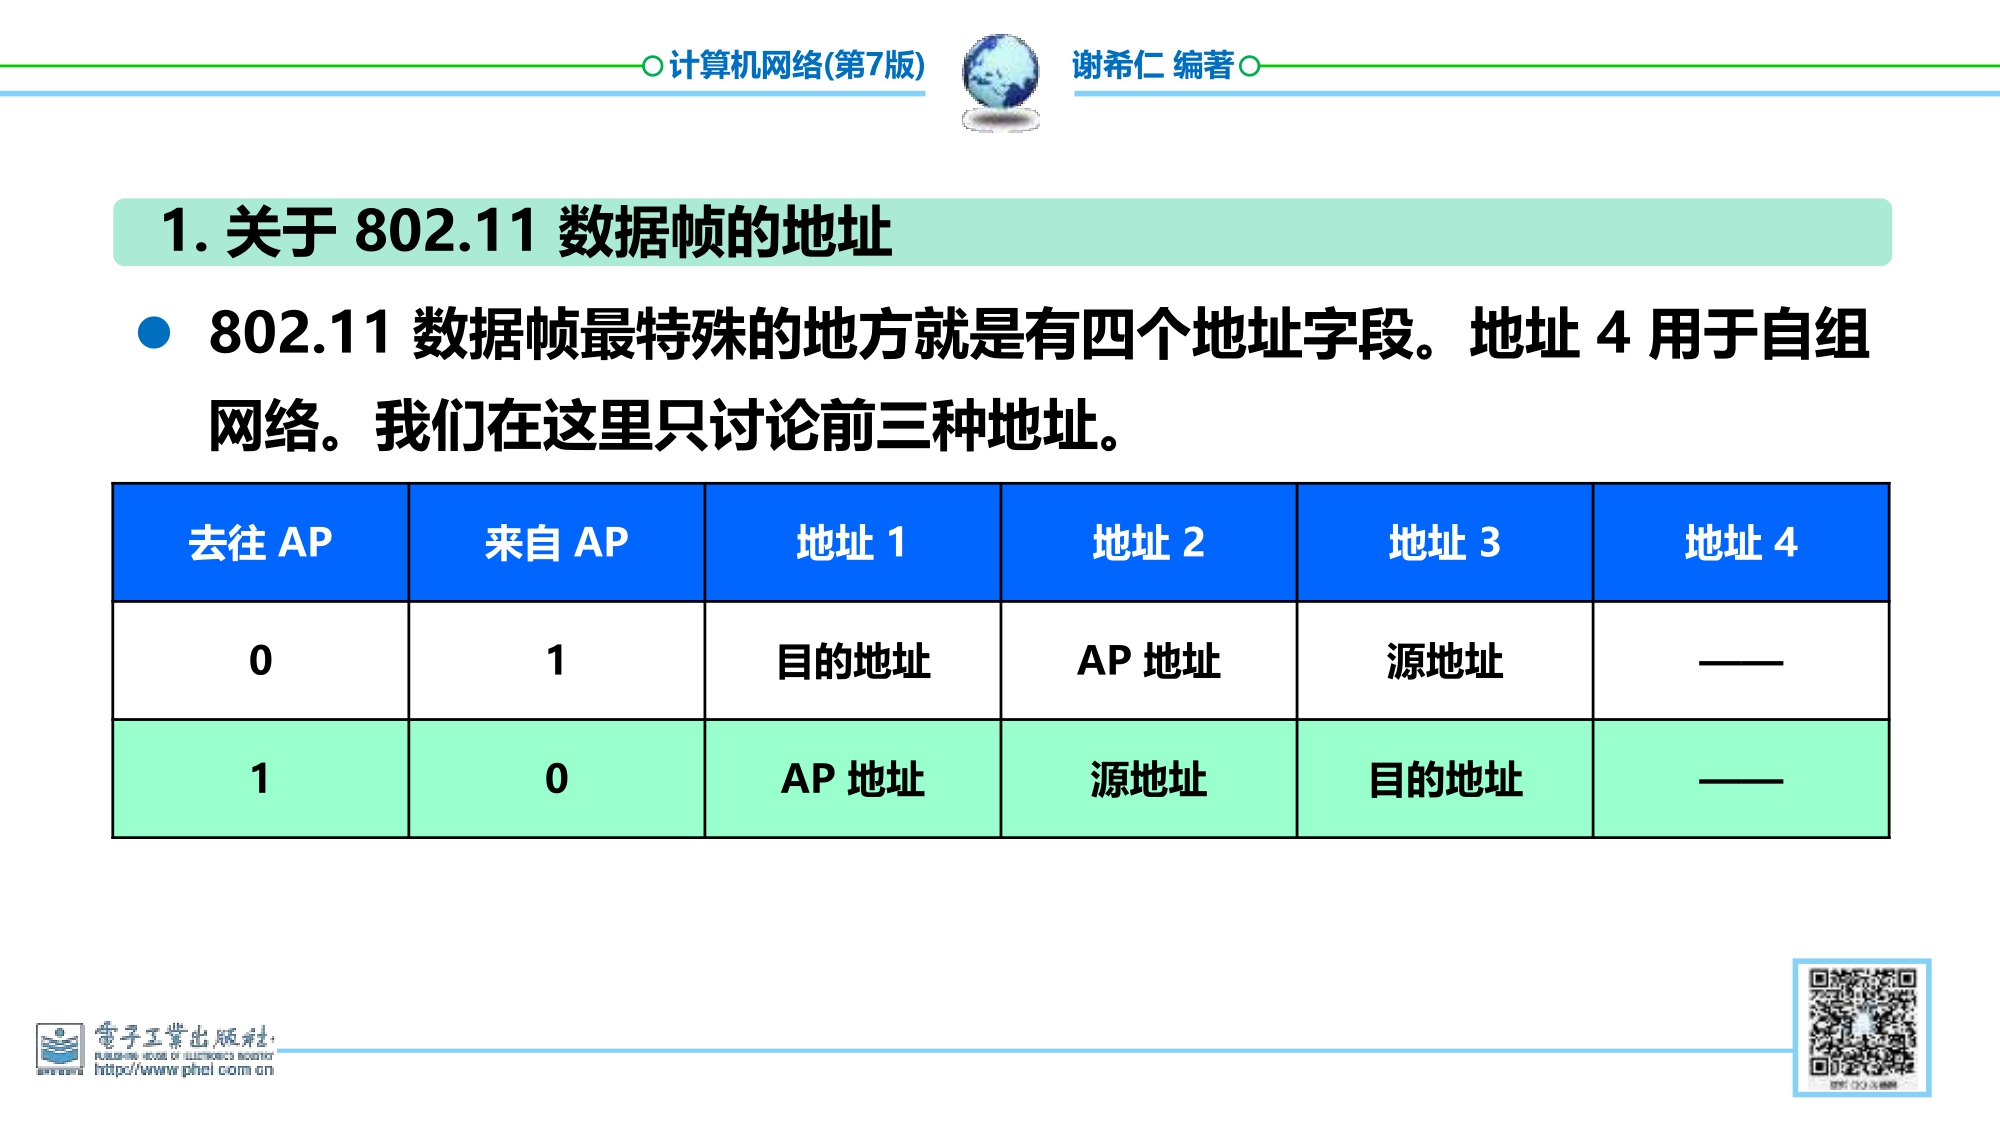 计算机网络(第7版)
谢希仁 编著
1. 关于 802.11 数据帧的地址
802.11 数据帧最特殊的地方就是有四个地址字段。地址 4 用于自组
网络。我们在这里只讨论前三种地址。
去往 AP 来自 AP 地址 1 地址 2 地址 3 地址 4
0 1 目的地址 AP 地址 源地址 ——
1 0 AP 地址 源地址 目的地址 ——
電子工業出版社
PUBLISHING HOUSE OF ELECTRONICS INDUSTRY
http://www.phei.com.cn